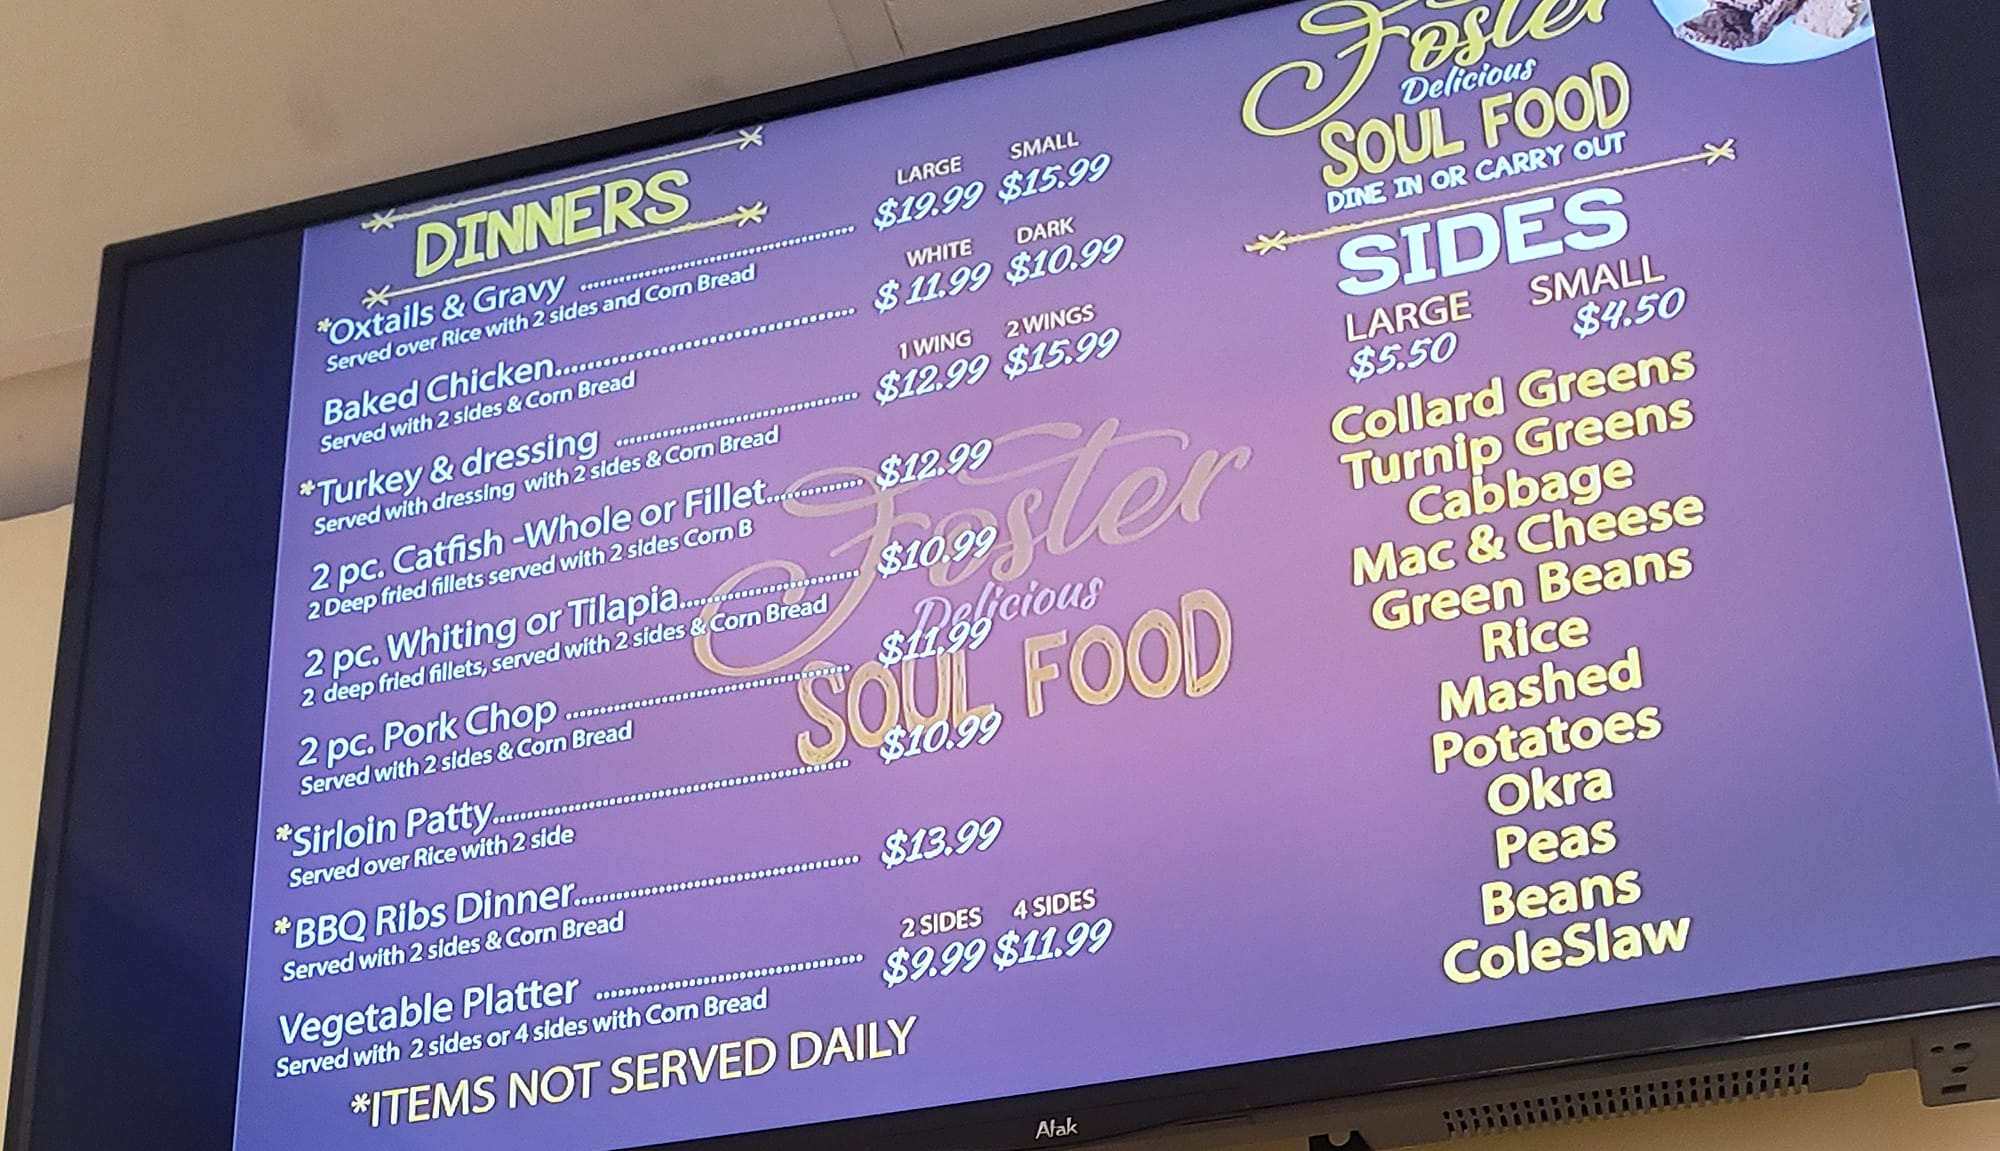 DINNERS
LARGE SMALL
*Oxtails & Gravy ........ $19.99 $15.99
Served over Rice with 2 sides and Corn Bread
WHITE DARK
Baked Chicken........ $ 11.99 $10.99
Served with 2 sides & Corn Bread
1 WING 2 WINGS
*Turkey & dressing ........ $12.99 $15.99
Served with dressing with 2 sides & Corn Bread
2 pc. Catfish -Whole or Fillet........ $12.99
2 Deep fried fillets served with 2 sides Corn B
2 pc. Whiting or Tilapia........ $10.99
2 deep fried fillets, served with 2 sides & Corn Bread
2 pc. Pork Chop ........ $11.99
Served with 2 sides & Corn Bread
*Sirloin Patty........ $10.99
Served over Rice with 2 side
*BBQ Ribs Dinner........ $13.99
Served with 2 sides & Corn Bread
2 SIDES 4 SIDES
Vegetable Platter ........ $9.99 $11.99
Served with 2 sides or 4 sides with Corn Bread
*ITEMS NOT SERVED DAILY
Foster
Delicious
SOUL FOOD
Foster
Delicious
SOUL FOOD
DINE IN OR CARRY OUT
SIDES
LARGE SMALL
$5.50 $4.50
Collard Greens
Turnip Greens
Cabbage
Mac & Cheese
Green Beans
Rice
Mashed
Potatoes
Okra
Peas
Beans
ColeSlaw
Atak